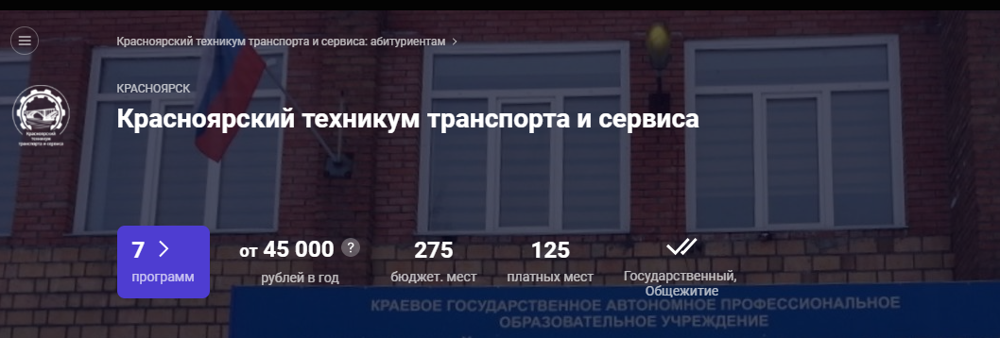 Красноярский техникум транспорта и сервиса: абитуриентам
КРАСНОЯРСК
Красноярский техникум транспорта и сервиса
Красноярский
техникум
транспорта и сервиса
7
программ
от 45 000 ?
рублей в год
275
бюджет. мест
125
платных мест
Государственный,
Общежитие
КРАЕВОЕ ГОСУДАРСТВЕННОЕ АВТОНОМНОЕ ПРОФЕССИОНАЛЬНОЕ
ОБРАЗОВАТЕЛЬНОЕ УЧРЕЖДЕНИЕ